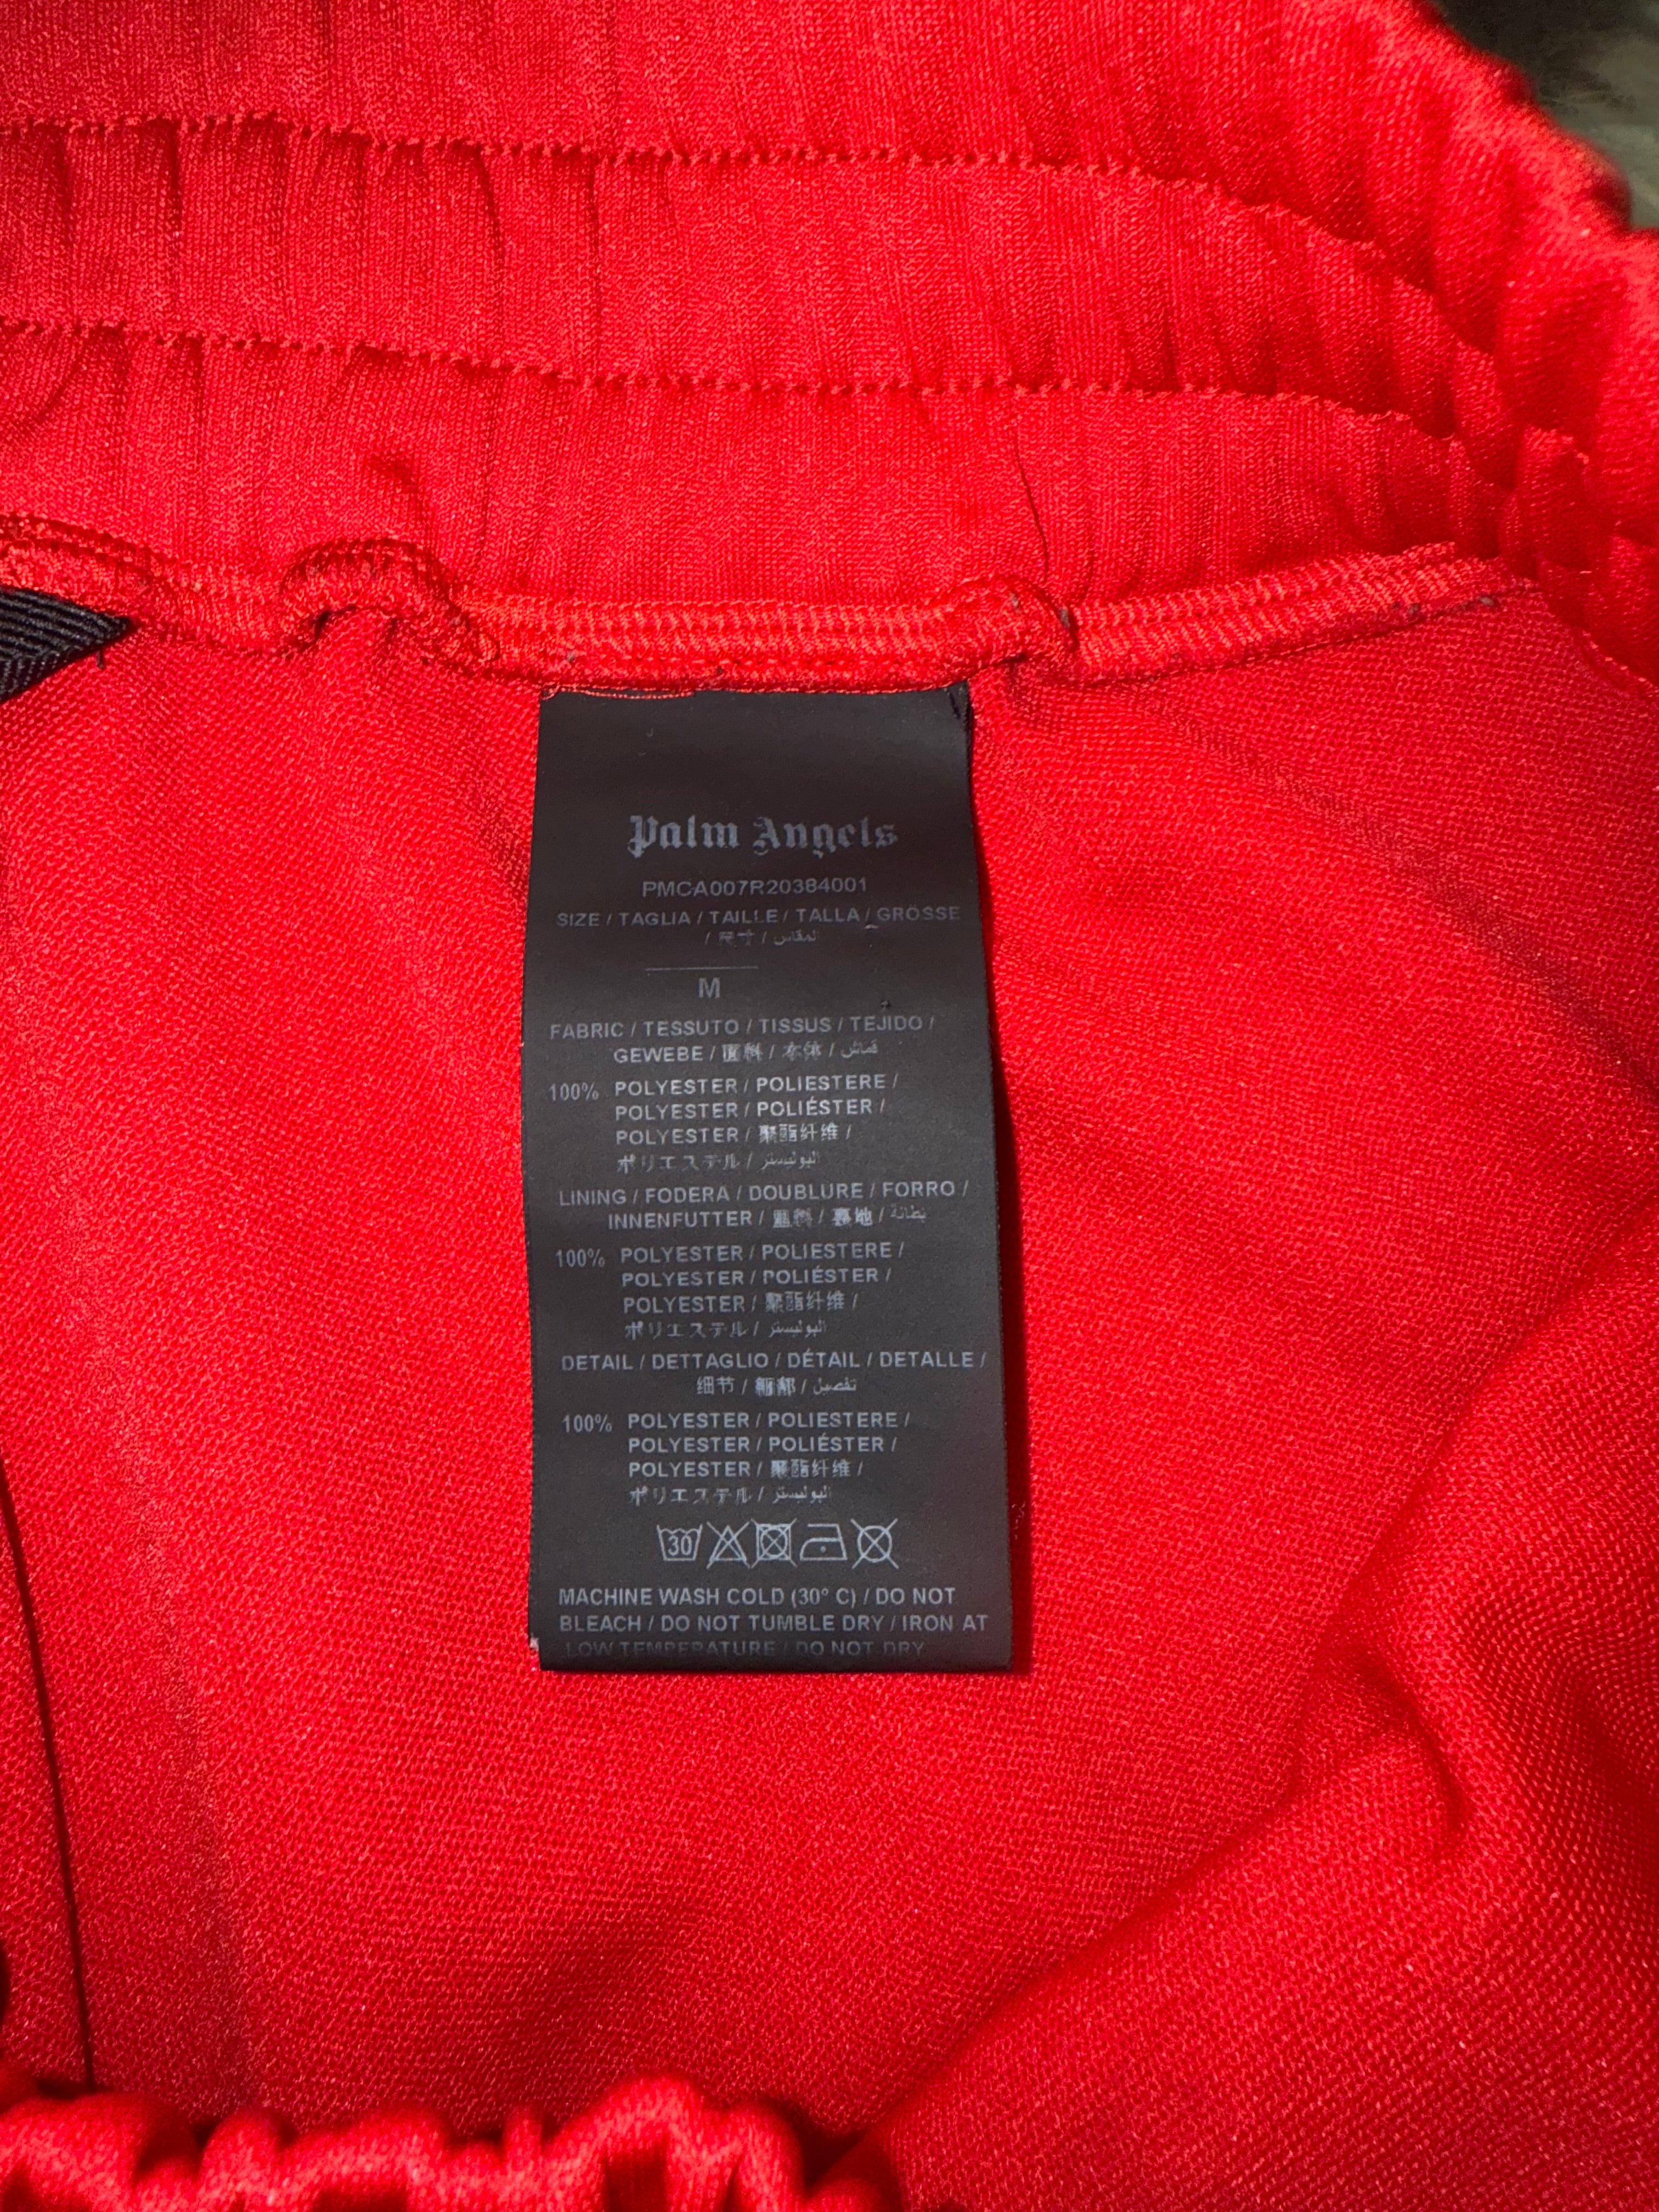 Palm Angels
PMCA007R20384001
SIZE / TAGLIA / TAILLE / TALLA / GRÖSSE
/ 尺寸 / المقاس
M
FABRIC / TESSUTO / TISSUS / TEJIDO /
GEWEBE / 面料 / 布体 / قماش
100% POLYESTER / POLIESTERE /
POLYESTER / POLIÉSTER /
POLYESTER / 聚酯纤维 /
ポリエステル / البوليستر
LINING / FODERA / DOUBLURE / FORRO /
INNENFUTTER / 里料 / 裏地 / بطانة
100% POLYESTER / POLIESTERE /
POLYESTER / POLIÉSTER /
POLYESTER / 聚酯纤维 /
ポリエステル / البوليستر
DETAIL / DETTAGLIO / DÉTAIL / DETALLE /
细节 / / تفصيل
100% POLYESTER / POLIESTERE /
POLYESTER / POLIÉSTER /
POLYESTER / 聚酯纤维 /
ポリエステル / البوليستر
30
MACHINE WASH COLD (30° C) / DO NOT
BLEACH / DO NOT TUMBLE DRY / IRON AT
LOW TEMPERATURE / DO NOT DRY